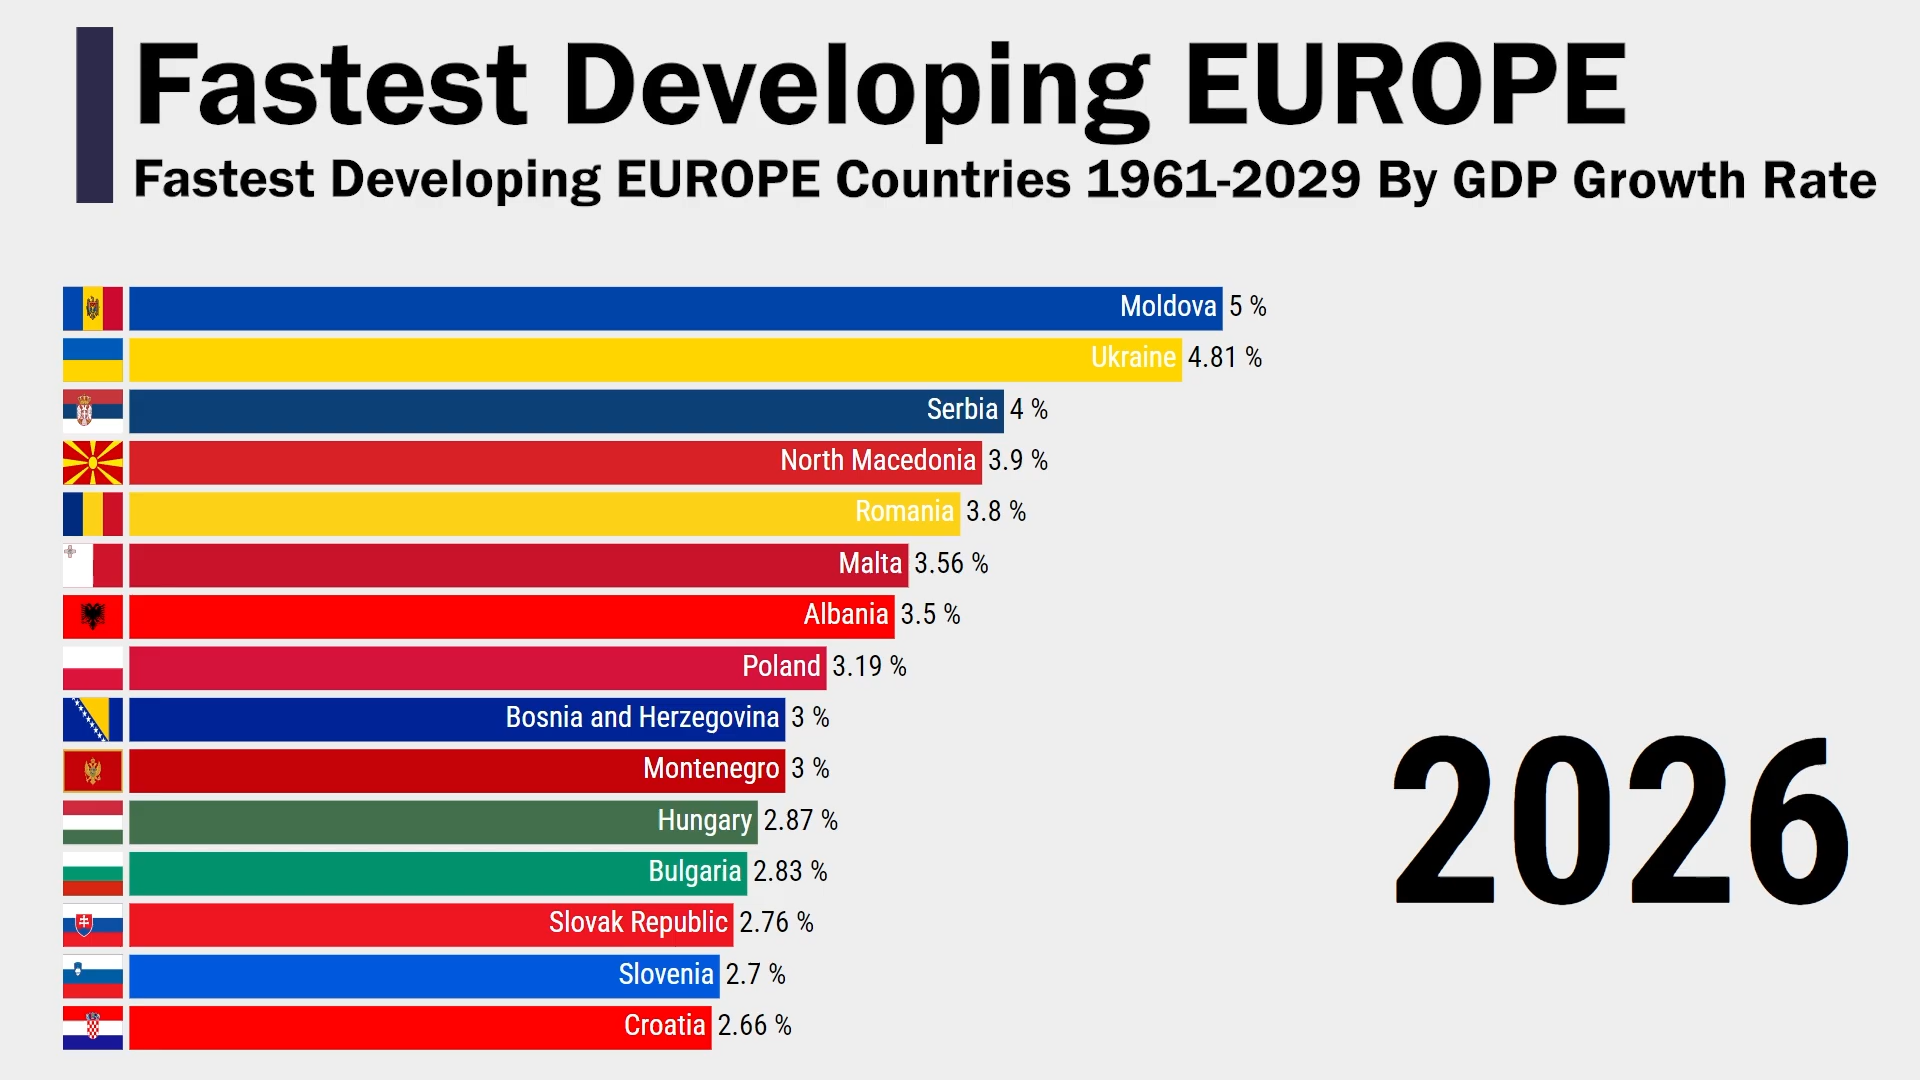 Fastest Developing EUROPE
Fastest Developing EUROPE Countries 1961-2029 By GDP Growth Rate
Moldova 5 %
Ukraine 4.81 %
Serbia 4 %
North Macedonia 3.9 %
Romania 3.8 %
Malta 3.56 %
Albania 3.5 %
Poland 3.19 %
Bosnia and Herzegovina 3 %
Montenegro 3 %
Hungary 2.87 %
Bulgaria 2.83 %
Slovak Republic 2.76 %
Slovenia 2.7 %
Croatia 2.66 %
2026